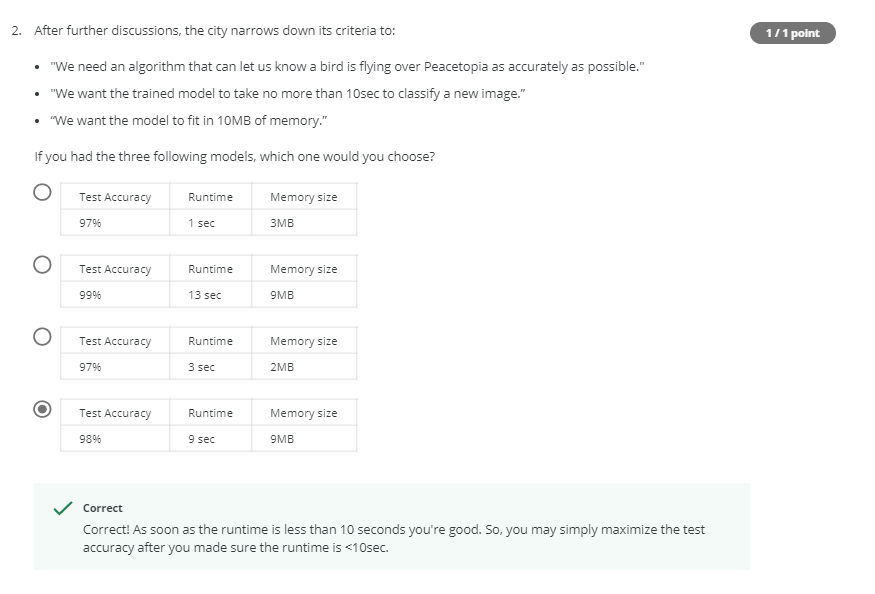 2. After further discussions, the city narrows down its criteria to:
1 / 1 point
• "We need an algorithm that can let us know a bird is flying over Peacetopia as accurately as possible."
• "We want the trained model to take no more than 10sec to classify a new image.”
• “We want the model to fit in 10MB of memory.”
If you had the three following models, which one would you choose?
Test Accuracy Runtime Memory size
97% 1 sec 3MB
Test Accuracy Runtime Memory size
99% 13 sec 9MB
Test Accuracy Runtime Memory size
97% 3 sec 2MB
Test Accuracy Runtime Memory size
98% 9 sec 9MB
Correct
Correct! As soon as the runtime is less than 10 seconds you're good. So, you may simply maximize the test
accuracy after you made sure the runtime is <10sec.